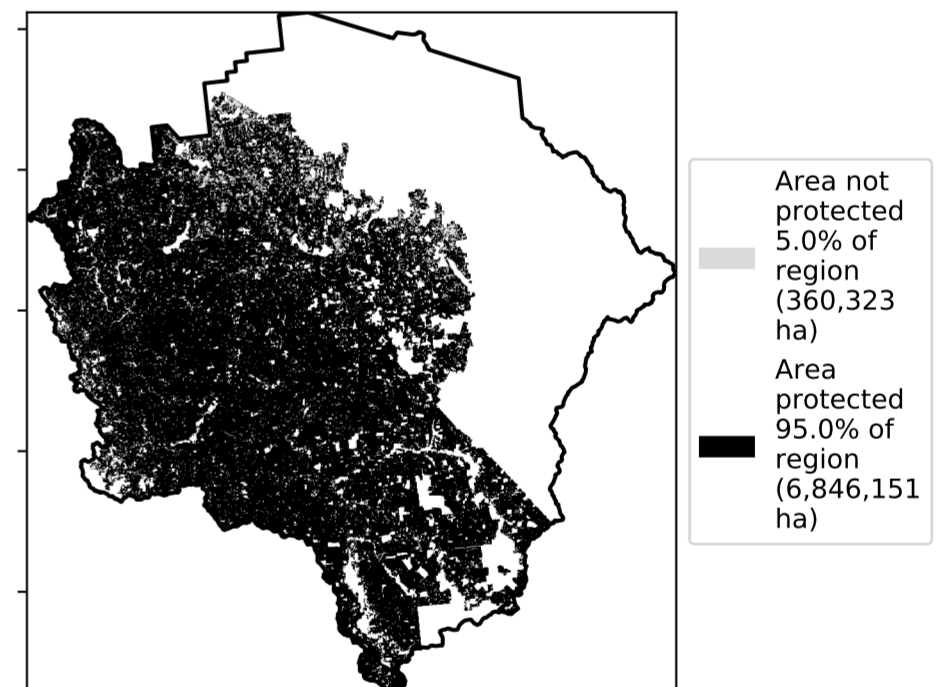 Area not
protected
5.0% of
region
(360,323
ha)
Area
protected
95.0% of
region
(6,846,151
ha)